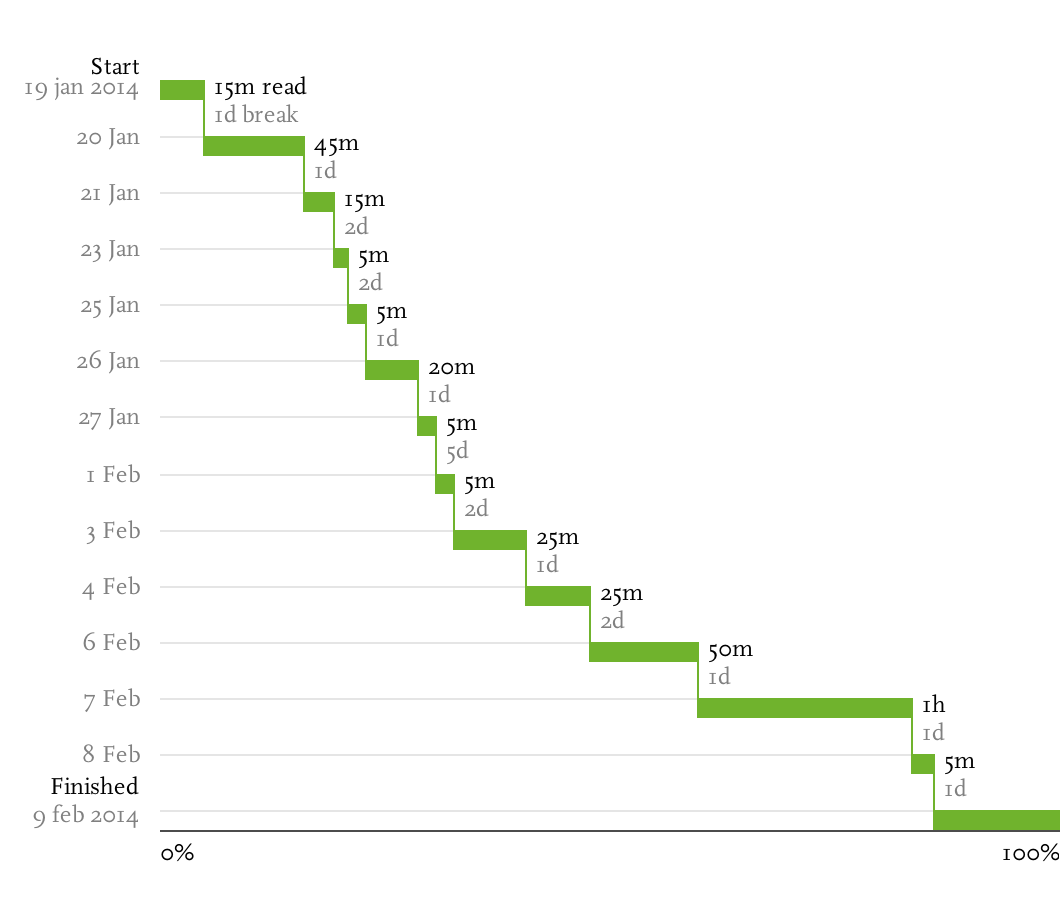 Start
19 jan 2014
15m read
1d break
20 Jan
45m
1d
21 Jan
15m
2d
23 Jan
5m
2d
25 Jan
5m
1d
26 Jan
20m
1d
27 Jan
5m
5d
1 Feb
5m
2d
3 Feb
25m
1d
4 Feb
25m
2d
6 Feb
50m
1d
7 Feb
1h
1d
8 Feb
5m
1d
Finished
9 feb 2014
0%
100%